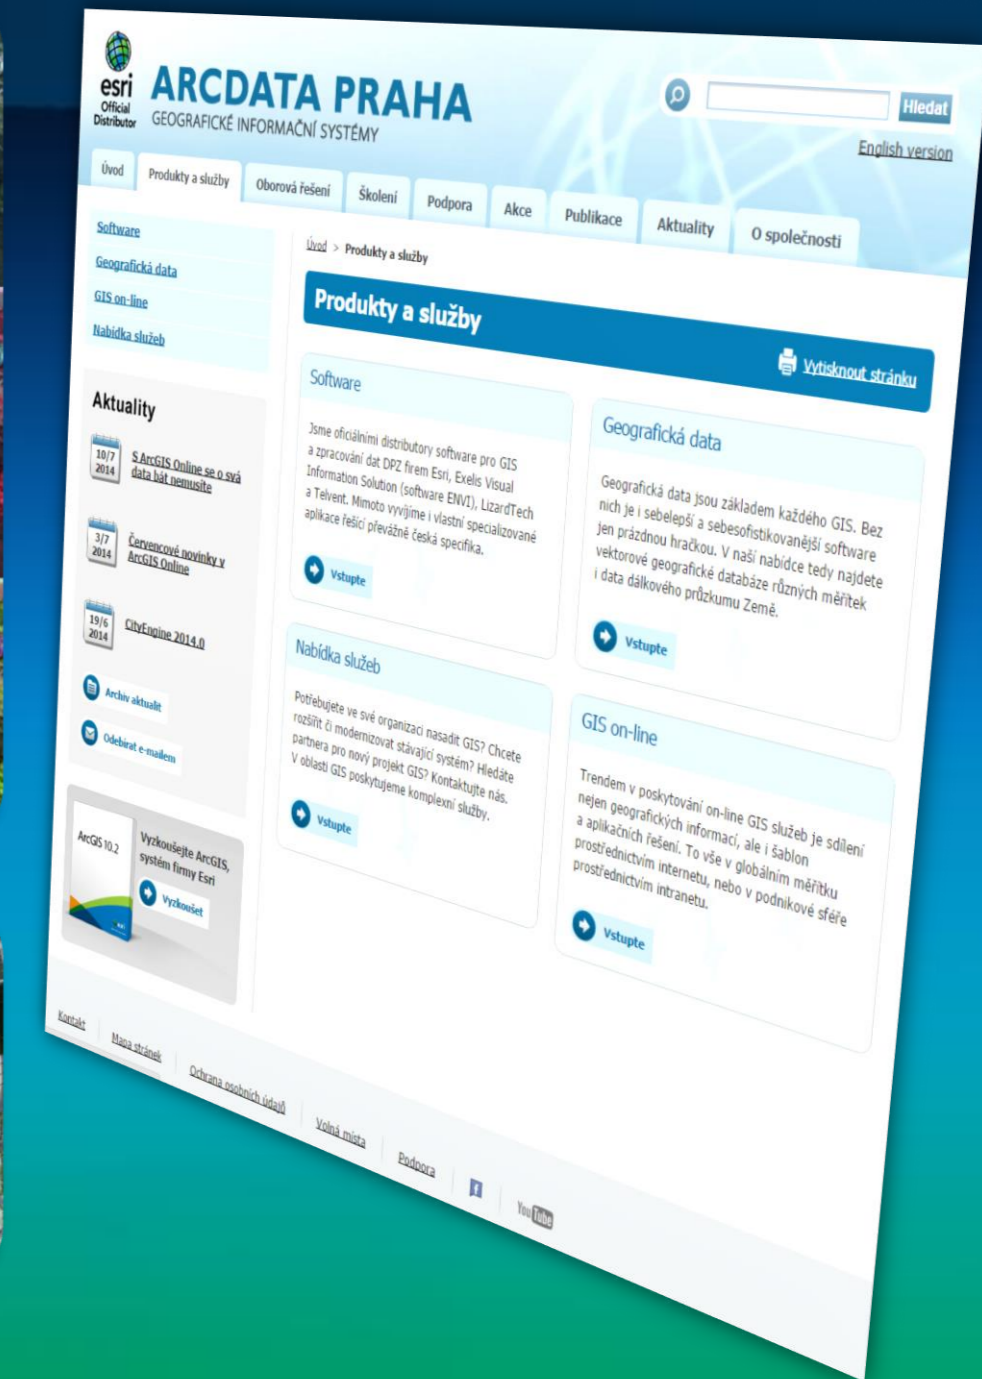 esri
Official
Distributor
ARCDATA PRAHA
GEOGRAFICKÉ INFORMAČNÍ SYSTÉMY
Hledat
English version
Úvod
Produkty a služby
Oborová řešení
Školení
Podpora
Akce
Publikace
Aktuality
O společnosti
Software
Geografická data
GIS on-line
Nabídka služeb
Aktuality
10/7
2014
S ArcGIS Online se o svá
data bát nemusíte
3/7
2014
Červencové novinky v
ArcGIS Online
19/6
2014
CityEngine 2014.0
Archiv aktualit
Odebírat e-mailem
ArcGIS 10.2
Vyzkoušejte ArcGIS,
systém firmy Esri
Vyzkoušet
Úvod > Produkty a služby
Produkty a služby
Vytisknout stránku
Software
Jsme oficiálními distributory software pro GIS
a zpracování dat DPZ firem Esri, Exelis Visual
Information Solution (software ENVI), LizardTech
a Telvent. Mimoto vyvíjíme i vlastní specializované
aplikace řešící převážně česká specifika.
Vstupte
Geografická data
Geografická data jsou základem každého GIS. Bez
nich je i sebelepší a sebesofistikovanější software
jen prázdnou hračkou. V naší nabídce tedy najdete
vektorové geografické databáze různých měřítek
i data dálkového průzkumu Země.
Vstupte
Nabídka služeb
Potřebujete ve své organizaci nasadit GIS? Chcete
rozšířit či modernizovat stávající systém? Hledáte
partnera pro nový projekt GIS? Kontaktujte nás.
V oblasti GIS poskytujeme komplexní služby.
Vstupte
GIS on-line
Trendem v poskytování on-line GIS služeb je sdílení
nejen geografických informací, ale i šablon
a aplikačních řešení. To vše v globálním měřítku
prostřednictvím internetu, nebo v podnikové sféře
prostřednictvím intranetu.
Vstupte
Kontakt
Mapa stránek
Ochrana osobních údajů
Volná místa
Podpora
f
YouTube